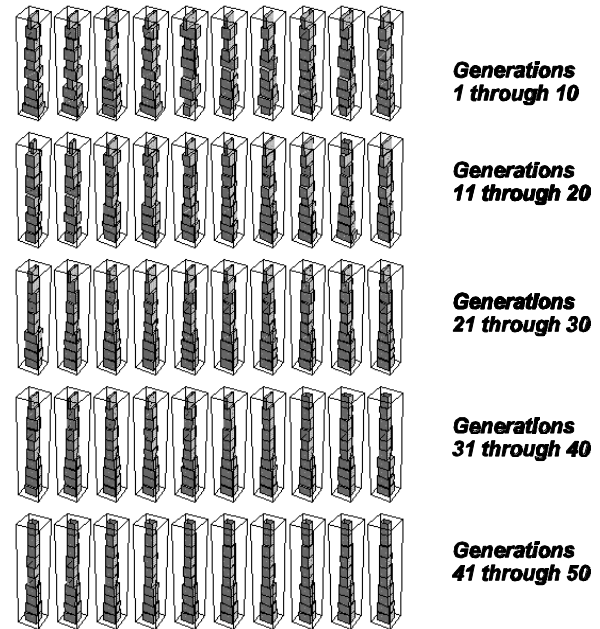 Generations
1 through 10
Generations
11 through 20
Generations
21 through 30
Generations
31 through 40
Generations
41 through 50